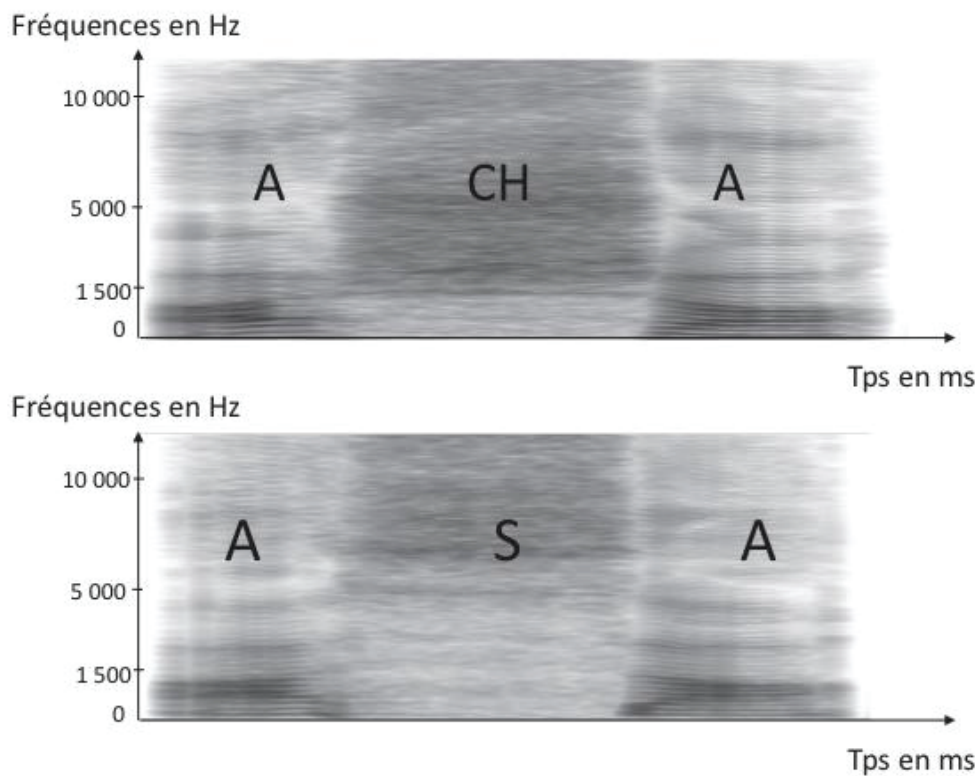 Fréquences en Hz
10 000
A CH A
5 000
1 500
0
Tps en ms
Fréquences en Hz
10 000
A S A
5 000
1 500
0
Tps en ms